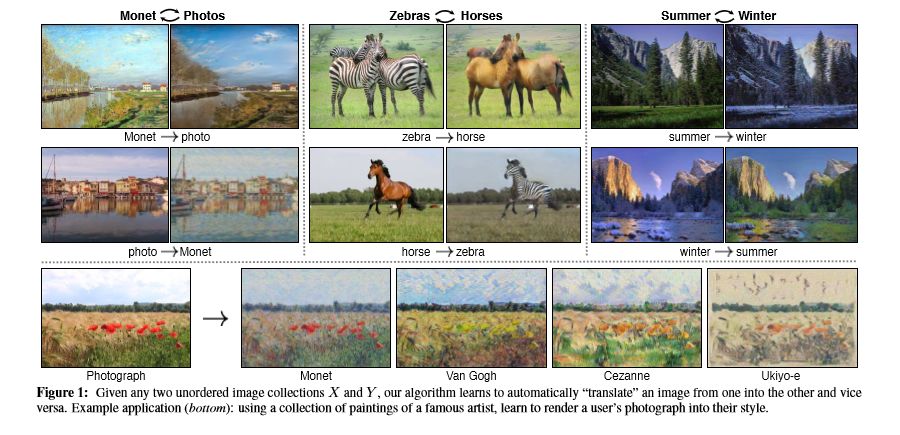 Monet Photos
Zebras Horses
Summer Winter
Monet → photo
zebra → horse
summer → winter
photo → Monet
horse → zebra
winter → summer
Photograph
Monet
Van Gogh
Cezanne
Ukiyo-e
Figure 1: Given any two unordered image collections X and Y, our algorithm learns to automatically “translate” an image from one into the other and vice
versa. Example application (bottom): using a collection of paintings of a famous artist, learn to render a user’s photograph into their style.